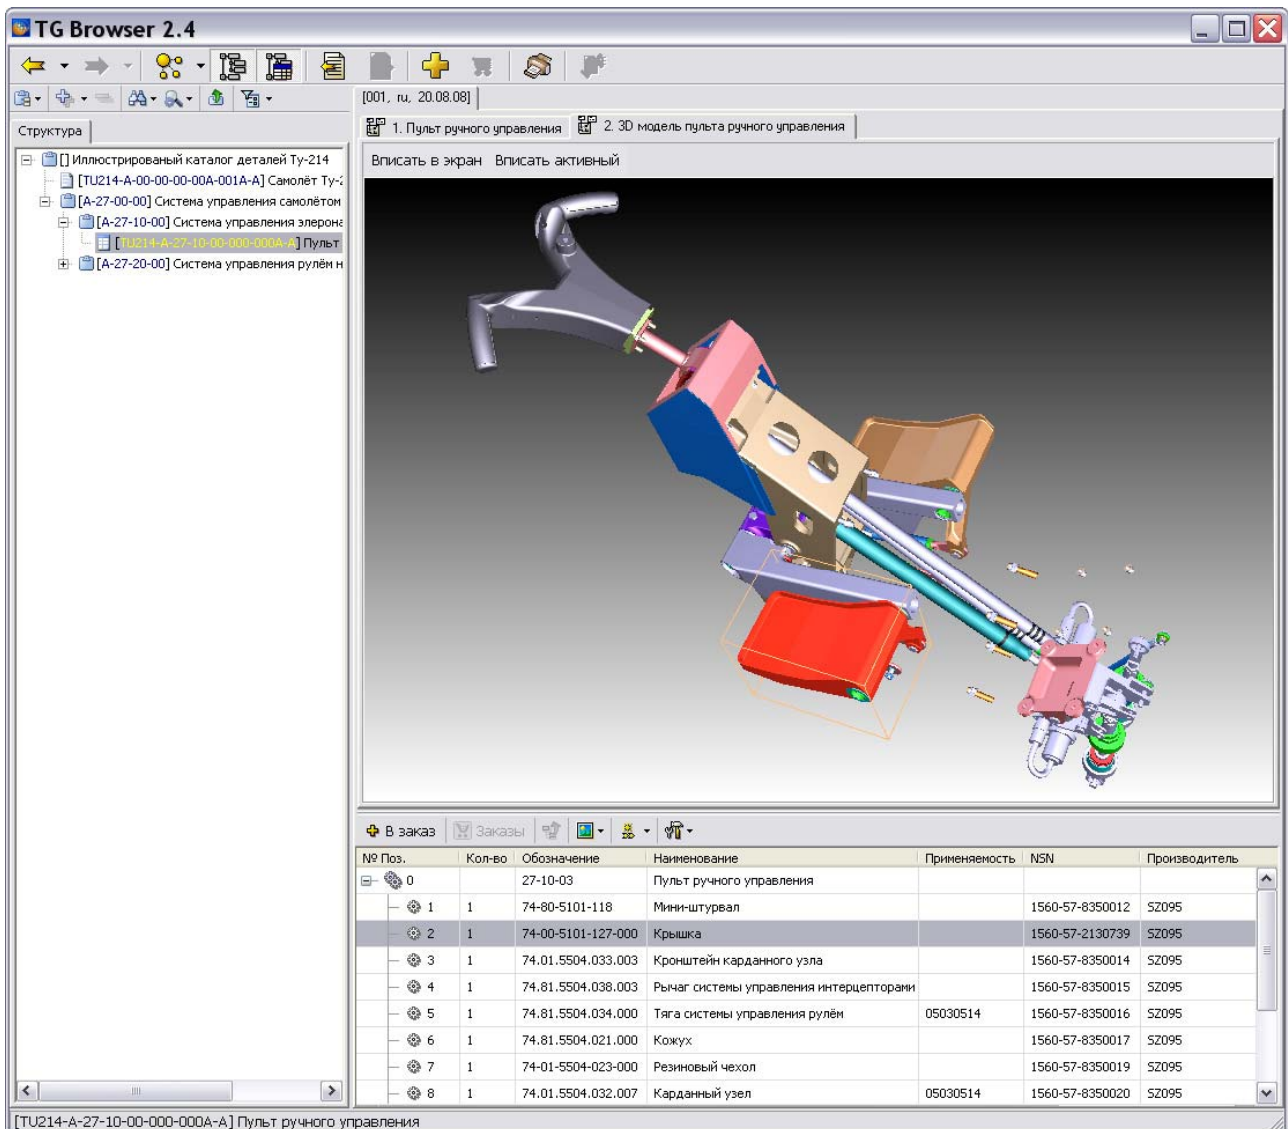 TG Browser 2.4
[001, ru, 20.08.08]
Структура
1. Пульт ручного управления 2. 3D модель пульта ручного управления
Вписать в экран Вписать активный
[] Иллюстрированый каталог деталей Ту-214
[TU214-A-00-00-00-00A-001A-A] Самолёт Ту-2
[A-27-00-00] Система управления самолётом
[A-27-10-00] Система управления элерона
[TU214-A-27-10-00-000-000A-A] Пульт
[A-27-20-00] Система управления рулём н
В заказ Заказы
№ Поз. Кол-во Обозначение Наименование Применяемость NSN Производитель
0 27-10-03 Пульт ручного управления
1 1 74-80-5101-118 Мини-штурвал 1560-57-8350012 SZ095
2 1 74-00-5101-127-000 Крышка 1560-57-2130739 SZ095
3 1 74.01.5504.033.003 Кронштейн карданного узла 1560-57-8350014 SZ095
4 1 74.81.5504.038.003 Рычаг системы управления интерцепторами 1560-57-8350015 SZ095
5 1 74.81.5504.034.000 Тяга системы управления рулём 05030514 1560-57-8350016 SZ095
6 1 74.81.5504.021.000 Кожух 1560-57-8350017 SZ095
7 1 74-01-5504-023-000 Резиновый чехол 1560-57-8350019 SZ095
8 1 74.01.5504.032.007 Карданный узел 05030514 1560-57-8350020 SZ095
[TU214-A-27-10-00-000-000A-A] Пульт ручного управления